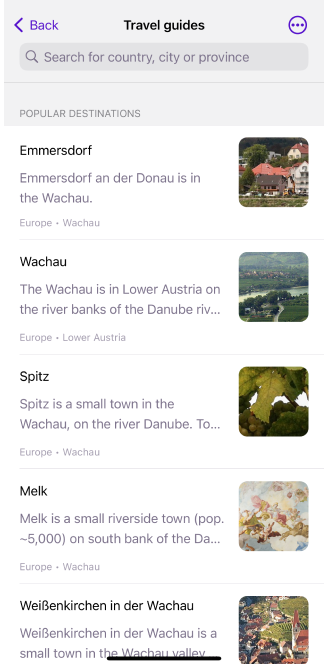 Back
Travel guides
Search for country, city or province
POPULAR DESTINATIONS
Emmersdorf
Emmersdorf an der Donau is in
the Wachau.
Europe • Wachau
Wachau
The Wachau is in Lower Austria on
the river banks of the Danube riv...
Europe • Lower Austria
Spitz
Spitz is a small town in the
Wachau, on the river Danube. To...
Europe • Wachau
Melk
Melk is a small riverside town (pop.
~5,000) on south bank of the Da...
Europe • Wachau
Weißenkirchen in der Wachau
Weißenkirchen in der Wachau is a
small town in the Wachau valley